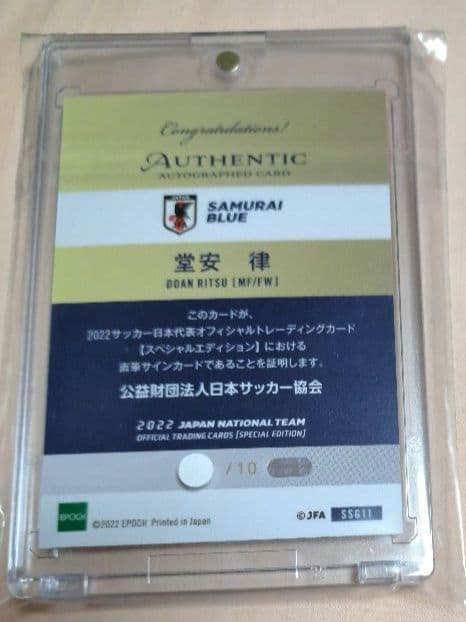 Congratulations!
AUTHENTIC
AUTOGRAPHED CARD
JAPAN
SAMURAI
BLUE
堂安 律
DOAN RITSU [MF/FW]
このカードが、
2022サッカー日本代表オフィシャルトレーディングカード
【スペシャルエディション】における
直筆サインカードであることを証明します。
公益財団法人日本サッカー協会
2022 JAPAN NATIONAL TEAM
OFFICIAL TRADING CARDS [SPECIAL EDITION]
/10
EPOCH ©2022 EPOCH Printed in Japan
©JFA SSG11